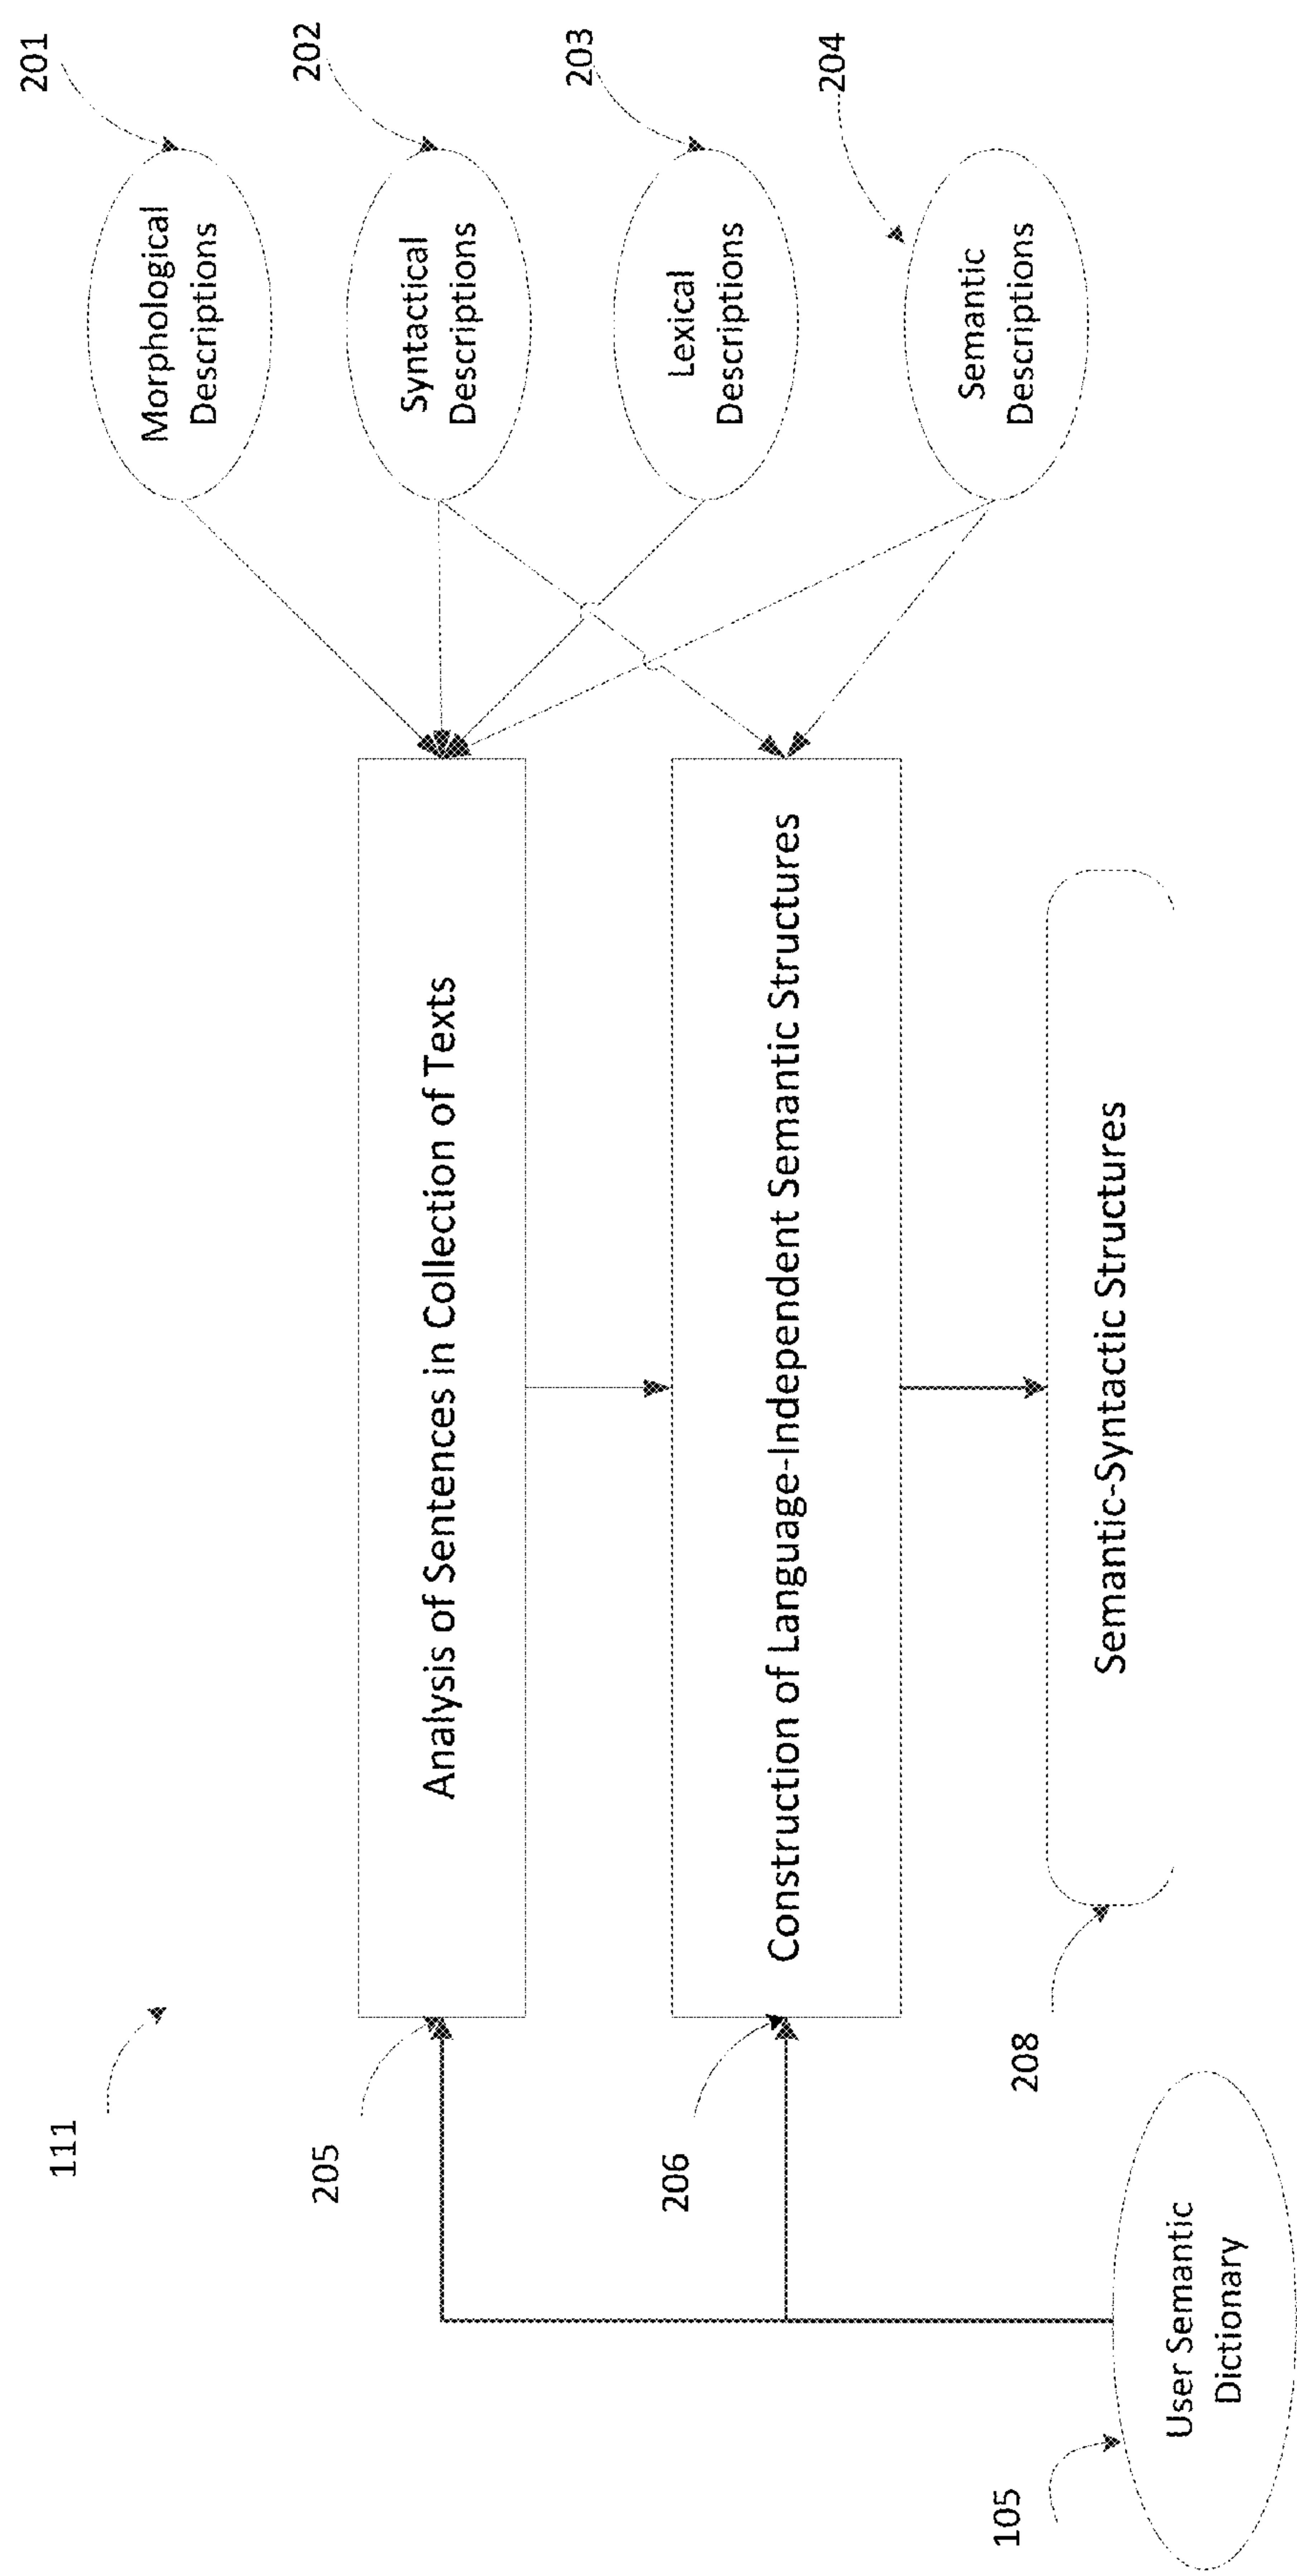 111
201
Morphological
Descriptions
202
Syntactical
Descriptions
203
Lexical
Descriptions
204
Semantic
Descriptions
205
Analysis of Sentences in Collection of Texts
206
Construction of Language-Independent Semantic Structures
208
Semantic-Syntactic Structures
105
User Semantic
Dictionary